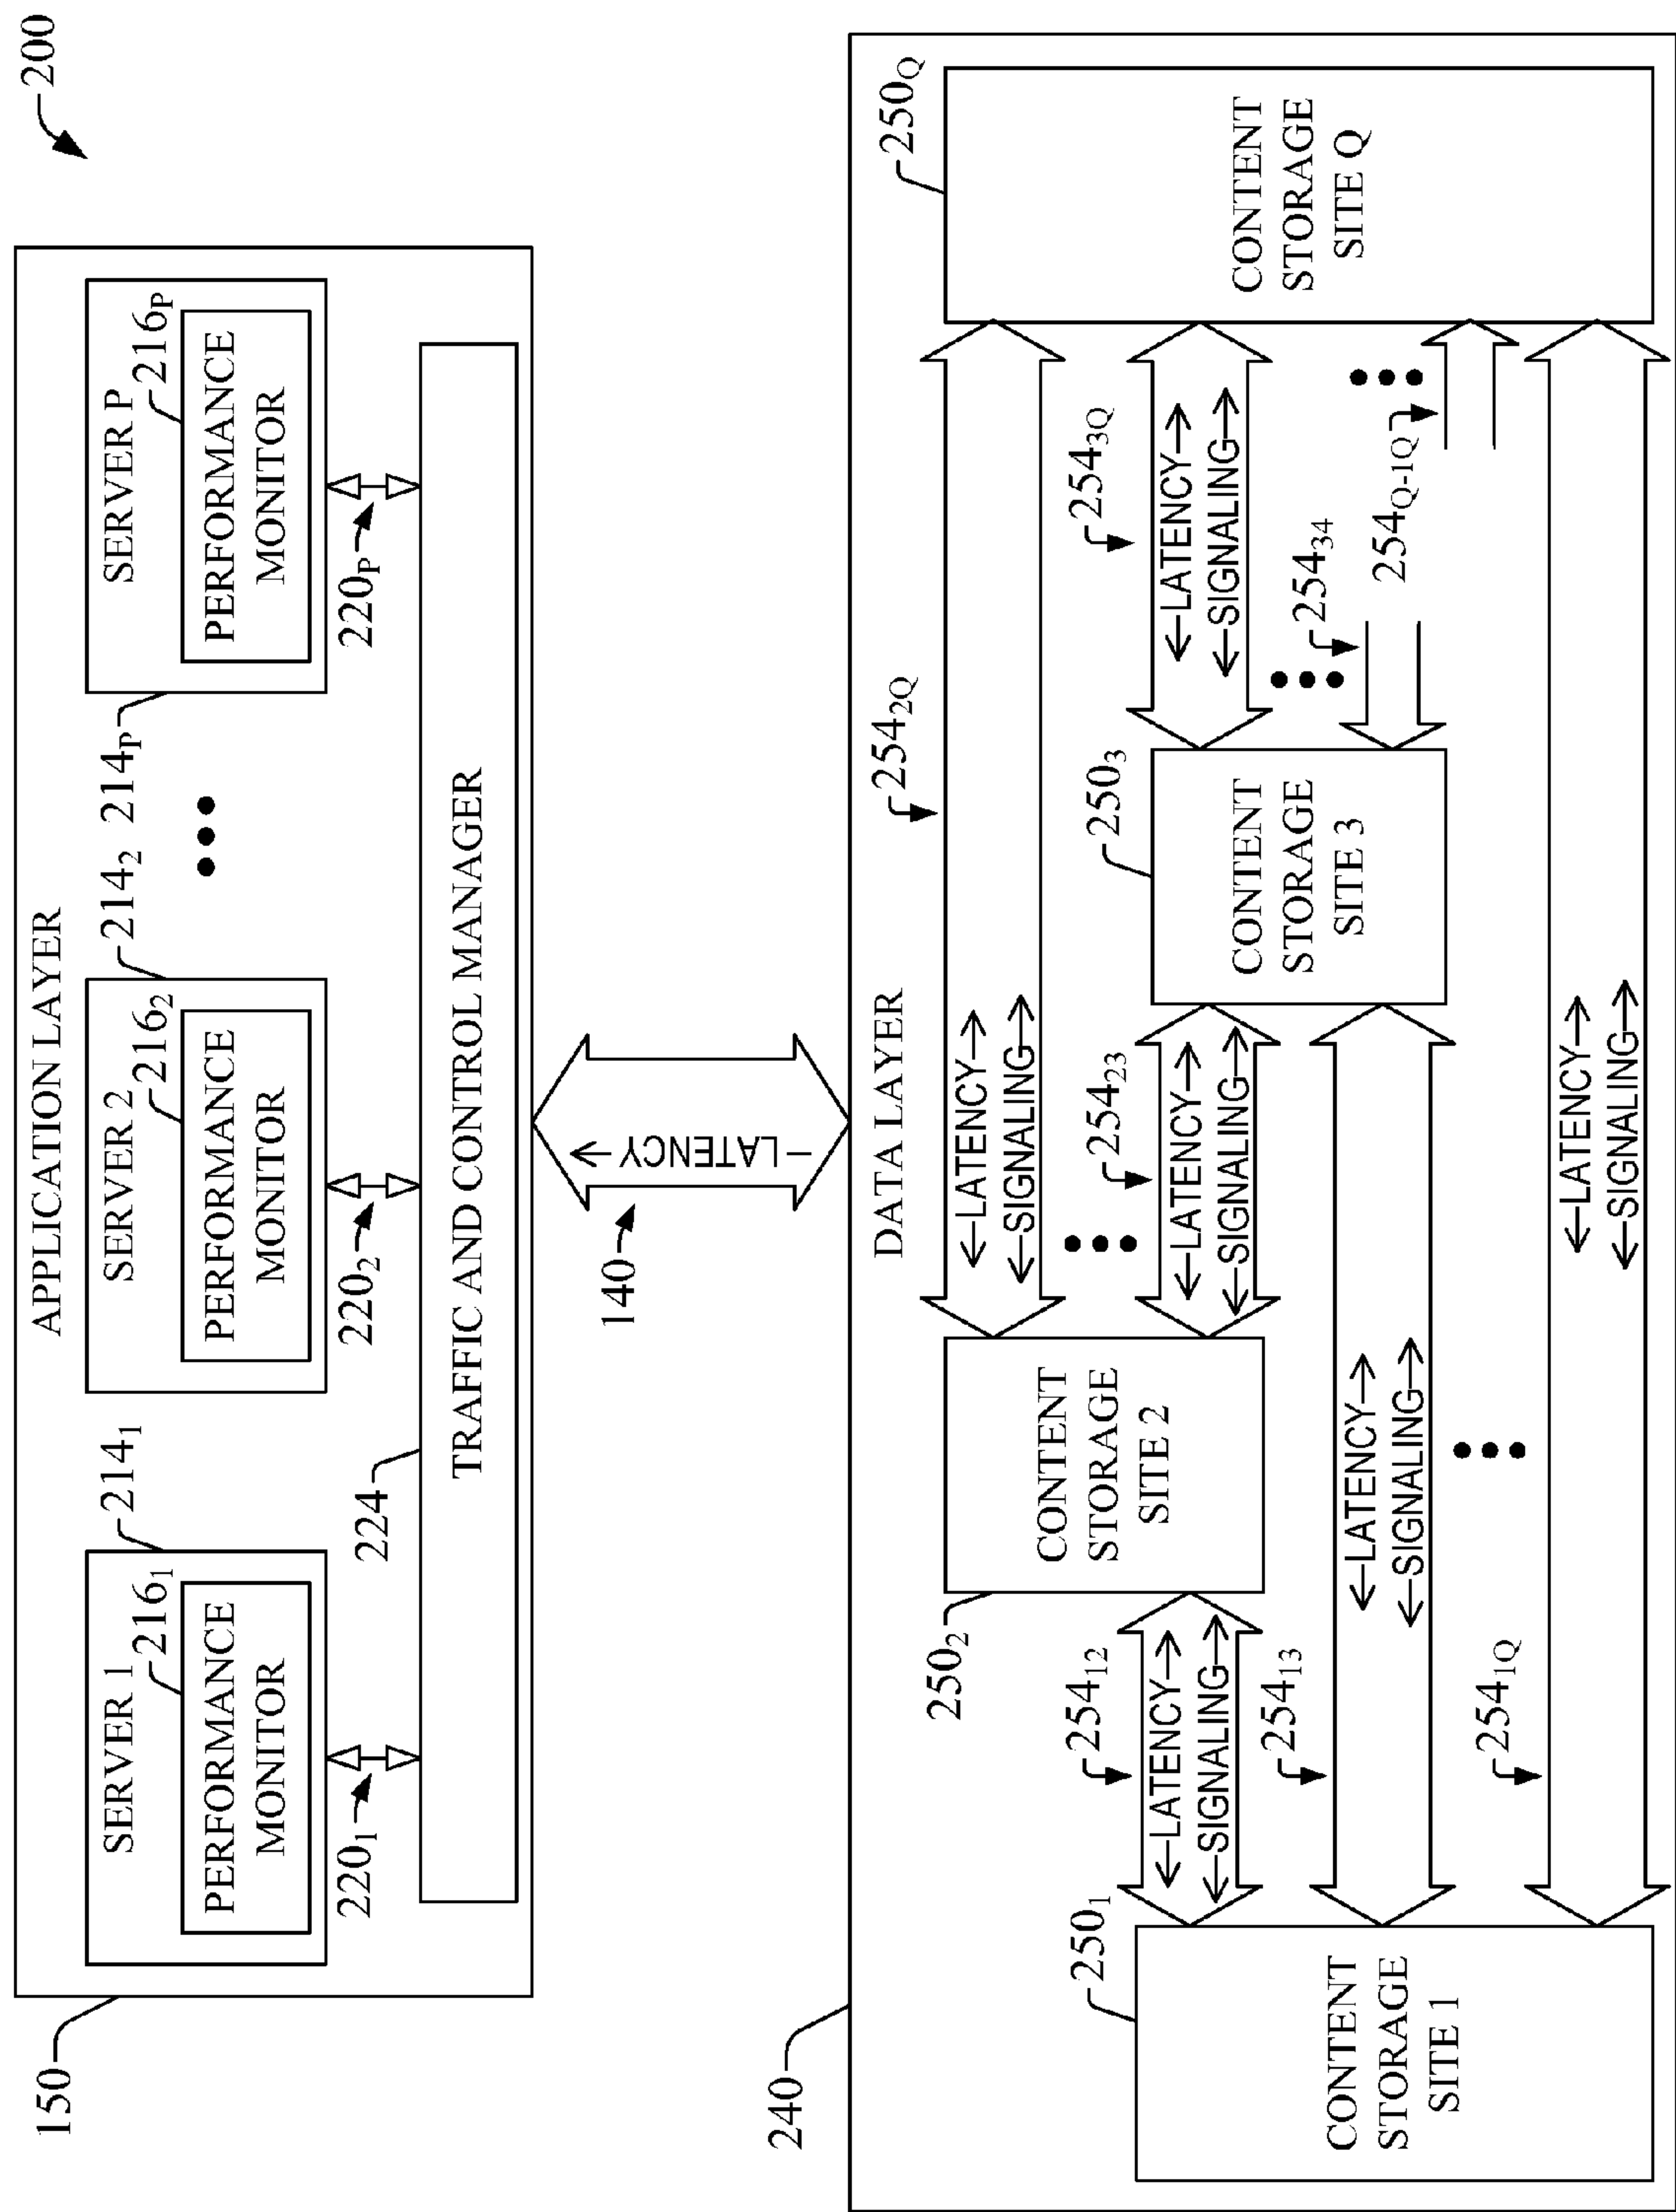 200
150
APPLICATION LAYER
SERVER 1
216₁
214₁
PERFORMANCE
MONITOR
220₁
SERVER 2
216₂
214₂
PERFORMANCE
MONITOR
220₂
SERVER P
216P
214P
PERFORMANCE
MONITOR
220P
224
TRAFFIC AND CONTROL MANAGER
140
LATENCY
240
DATA LAYER
254₂Q
LATENCY
SIGNALING
250Q
CONTENT
STORAGE
SITE Q
250₂
CONTENT
STORAGE
SITE 2
254₂₃
LATENCY
SIGNALING
250₃
CONTENT
STORAGE
SITE 3
254₃Q
LATENCY
SIGNALING
254₃₄
254Q-1Q
250₁
CONTENT
STORAGE
SITE 1
254₁₂
LATENCY
SIGNALING
254₁₃
LATENCY
SIGNALING
254₁Q
LATENCY
SIGNALING